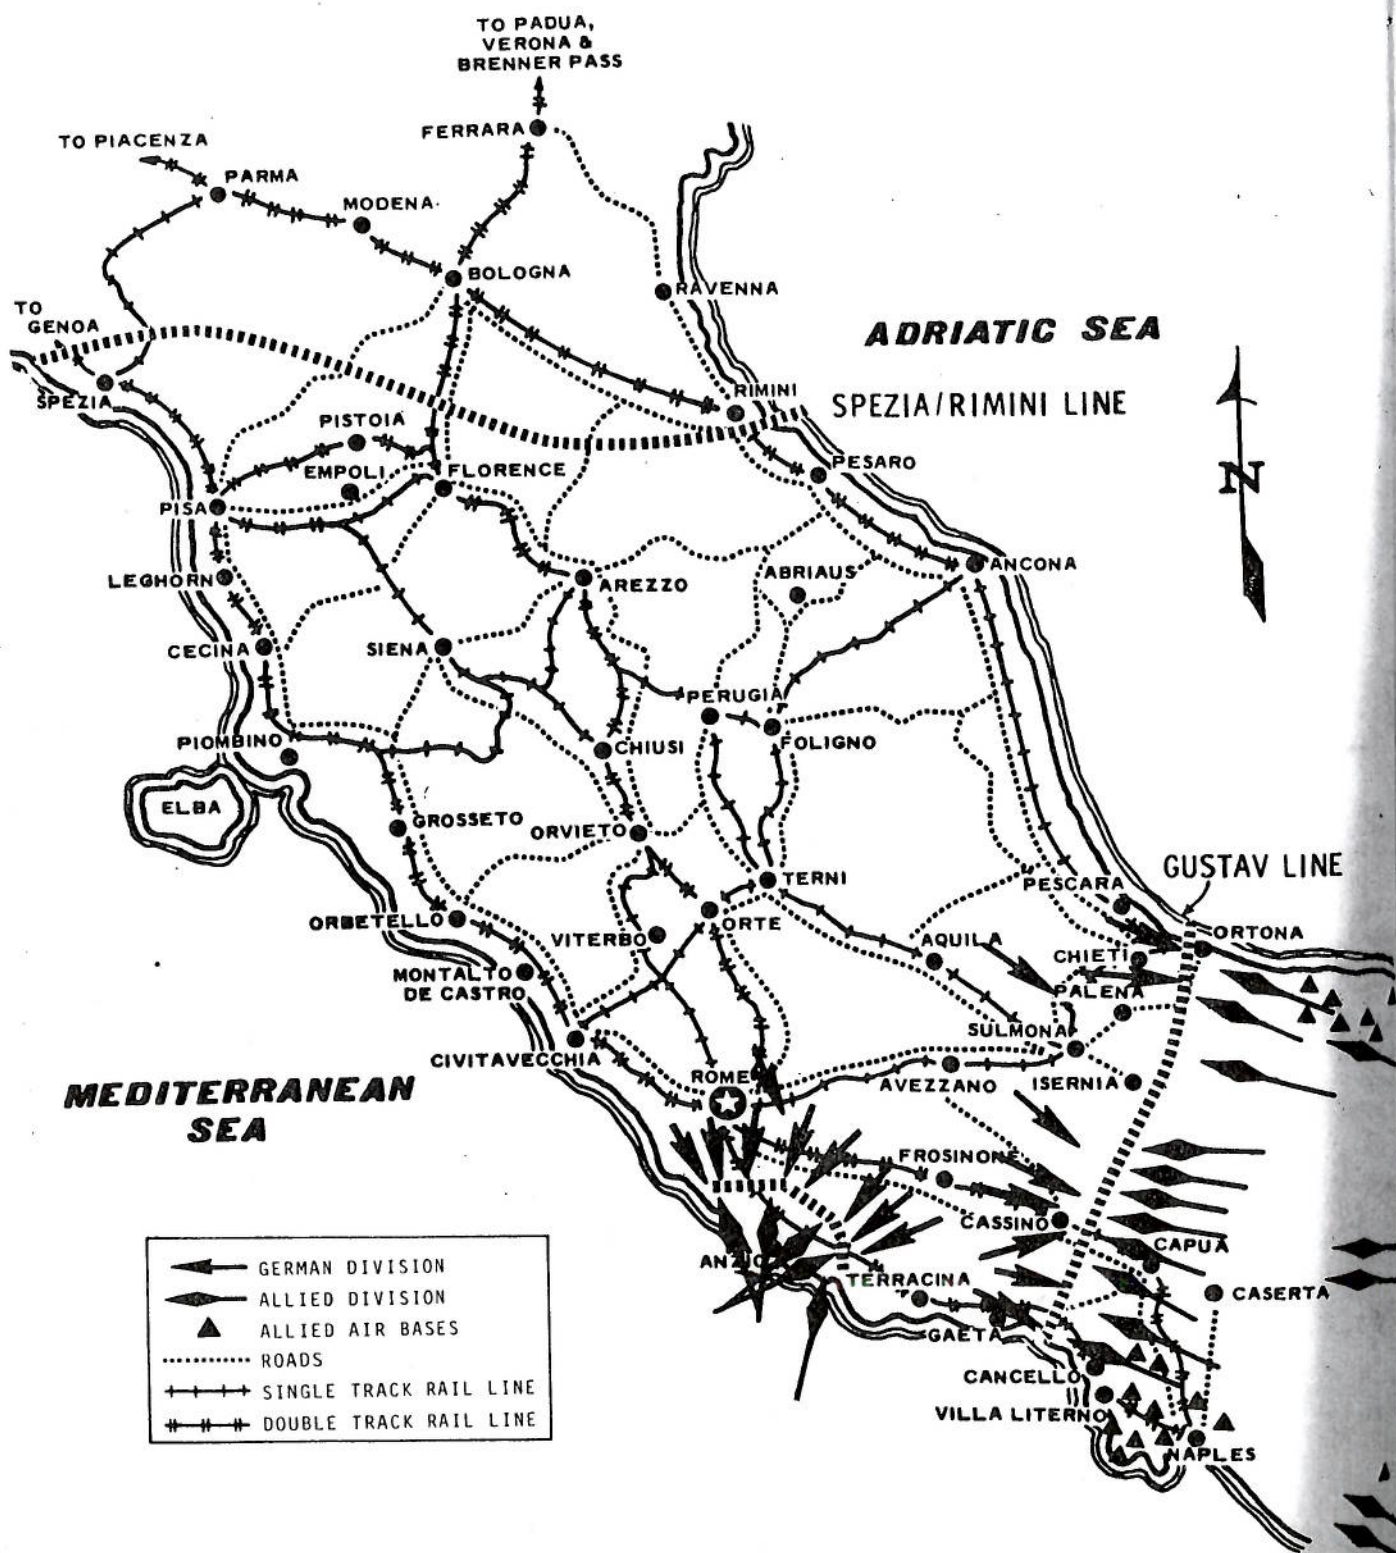 TO PADUA,
VERONA &
BRENNER PASS
FERRARA
TO PIACENZA
PARMA
MODENA
BOLOGNA
RAVENNA
TO
GENOA
ADRIATIC SEA
SPEZIA
RIMINI
SPEZIA/RIMINI LINE
PISTOIA
EMPOLI
FLORENCE
PESARO
N
PISA
LEGHORN
AREZZO
ABRIAUS
ANCONA
CECINA
SIENA
PERUGIA
PIOMBINO
CHIUSI
FOLIGNO
ELBA
GROSSETO
ORVIETO
GUSTAV LINE
TERNI
PESCARA
ORBETELLO
ORTE
VITERBO
AQUILA
ORTONA
CHIETI
MONTALTO
DE CASTRO
PALENA
SULMONA
CIVITAVECCHIA
ROME
AVEZZANO
ISERNIA
MEDITERRANEAN
SEA
FROSINONE
CASSINO
CAPUA
ANZIO
TERRACINA
CASERTA
GAETA
CANCELLO
VILLA LITERNO
NAPLES
GERMAN DIVISION
ALLIED DIVISION
ALLIED AIR BASES
ROADS
SINGLE TRACK RAIL LINE
DOUBLE TRACK RAIL LINE